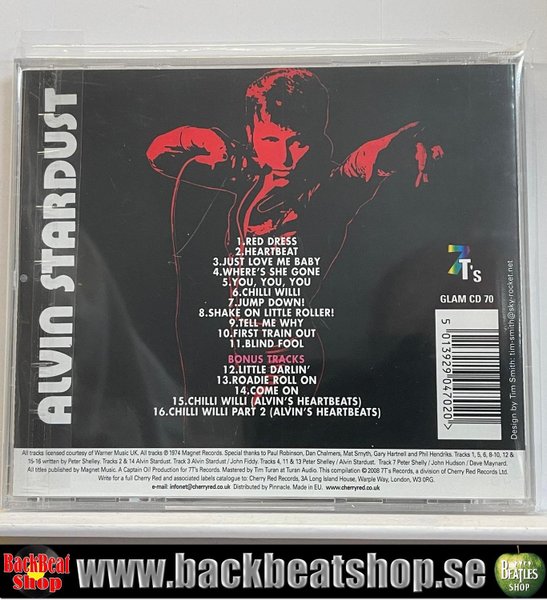 ALVIN STARDUST
1.RED DRESS
2.HEARTBEAT
3.JUST LOVE ME BABY
4.WHERE'S SHE GONE
5.YOU, YOU, YOU
6.CHILLI WILLI
7.JUMP DOWN!
8.SHAKE ON LITTLE ROLLER!
9.TELL ME WHY
10.FIRST TRAIN OUT
11.BLIND FOOL
BONUS TRACKS
12.LITTLE DARLIN'
13.ROADIE ROLL ON
14.COME ON
15.CHILLI WILLI (ALVIN'S HEARTBEATS)
16.CHILLI WILLI PART 2 (ALVIN'S HEARTBEATS)
7T's
GLAM CD 70
5 013929 047020 >
Design by Tim Smith: tim-smith@sky-rocket.net
All tracks licensed courtesy of Warner Music UK. All tracks ℗ 1974 Magnet Records. Special thanks to Paul Robinson, Dan Chalmers, Mat Smyth, Gary Hartnell and Phil Hendriks. Tracks 1, 5, 6, 8-10, 12 &
15-16 written by Peter Shelley, Tracks 2 & 14 Alvin Stardust. Track 3 Alvin Stardust / John Fiddy. Tracks 4, 11 & 13 Peter Shelley / Alvin Stardust. Track 7 Peter Shelly / John Hudson / Dave Maynard.
All titles published by Magnet Music. A Captain Oi! Production for 7T's Records. Mastered by Tim Turan at Turan Audio. This compilation © 2008 7T's Records, a division of Cherry Red Records Ltd.
Write for a full Cherry Red and associated labels catalogue to: Cherry Red Records, 3A Long Island House, Warple Way, London, W3 0RG.
e-mail: infonet@cherryred.co.uk Distributed by Pinnacle. Made in EU. www.cherryred.co.uk
BackBeat
Shop
www.backbeatshop.se
BEATLES
SHOP